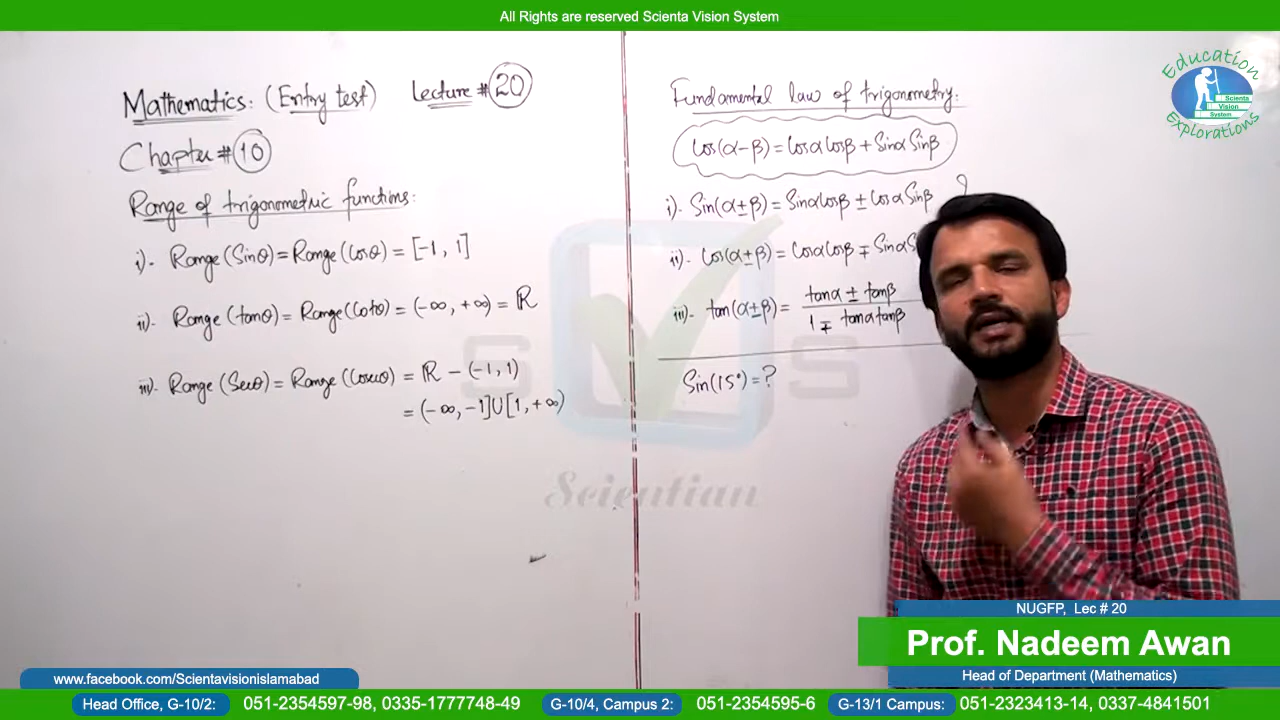 All Rights are reserved Scienta Vision System
Mathematics: (Entry test) Lecture # 20
Chapter # 10
Range of trigonometric functions:
i)- Range(Sinθ) = Range(Cosθ) = [-1, 1]
ii)- Range(tanθ) = Range(Cotθ) = (-∞, +∞) = ℝ
iii)- Range(Secθ) = Range(Cosecθ) = ℝ - (-1, 1)
= (-∞, -1]U[1, +∞)
Fundamental law of trigonometry:
Cos(α-β) = Cosα Cosβ + Sinα Sinβ
i)- Sin(α±β) = Sinα Cosβ ± Cosα Sinβ
ii)- Cos(α±β) = Cosα Cosβ ∓ Sinα S
iii)- tan(α±β) = tanα ± tanβ
1 ∓ tanα tanβ
Sin(15°) = ?
Education
Scienta
Vision
System
Explorations
S V S
Scientian
NUGFP, Lec # 20
Prof. Nadeem Awan
Head of Department (Mathematics)
www.facebook.com/Scientavisionislamabad
Head Office, G-10/2: 051-2354597-98, 0335-1777748-49 G-10/4, Campus 2: 051-2354595-6 G-13/1 Campus: 051-2323413-14, 0337-4841501